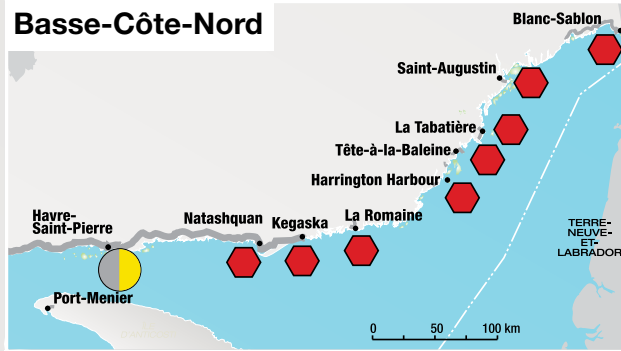 Basse-Côte-Nord
Blanc-Sablon
Saint-Augustin
La Tabatière
Tête-à-la-Baleine
Harrington Harbour
La Romaine
Kegaska
Natashquan
Havre-
Saint-Pierre
Port-Menier
TERRE-
NEUVE-
ET-
LABRADOR
0 50 100 km